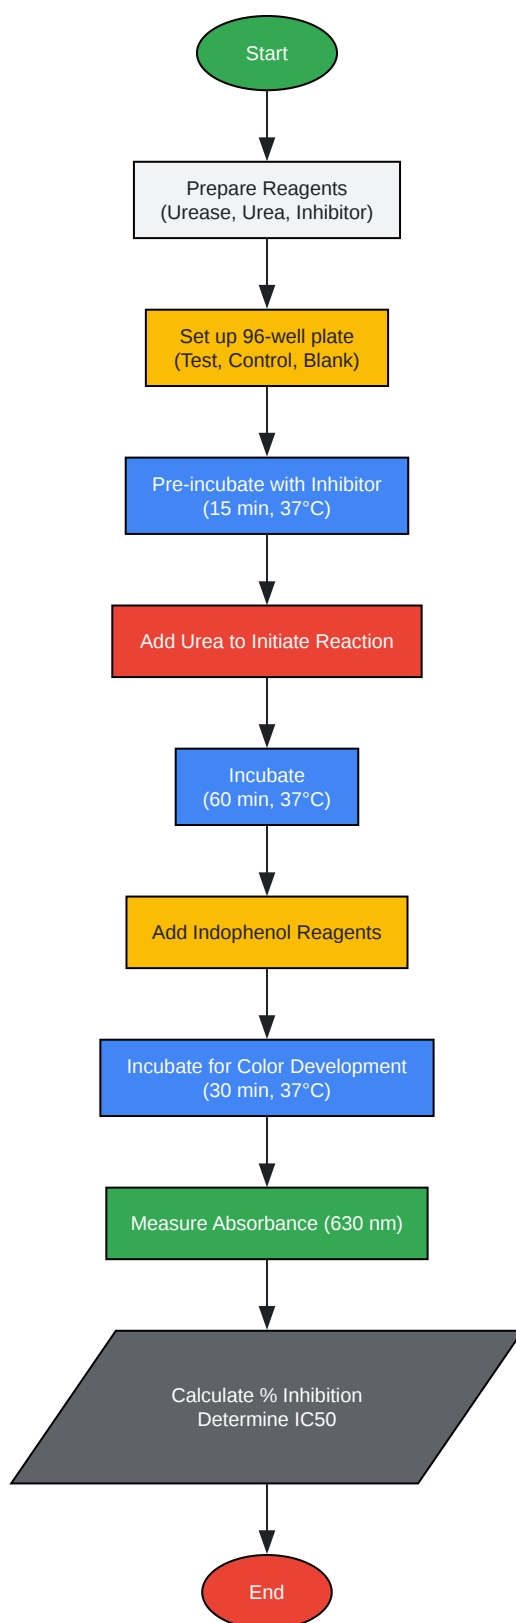 Start
Prepare Reagents
(Urease, Urea, Inhibitor)
Set up 96-well plate
(Test, Control, Blank)
Pre-incubate with Inhibitor
(15 min, 37°C)
Add Urea to Initiate Reaction
Incubate
(60 min, 37°C)
Add Indophenol Reagents
Incubate for Color Development
(30 min, 37°C)
Measure Absorbance (630 nm)
Calculate % Inhibition
Determine IC50
End